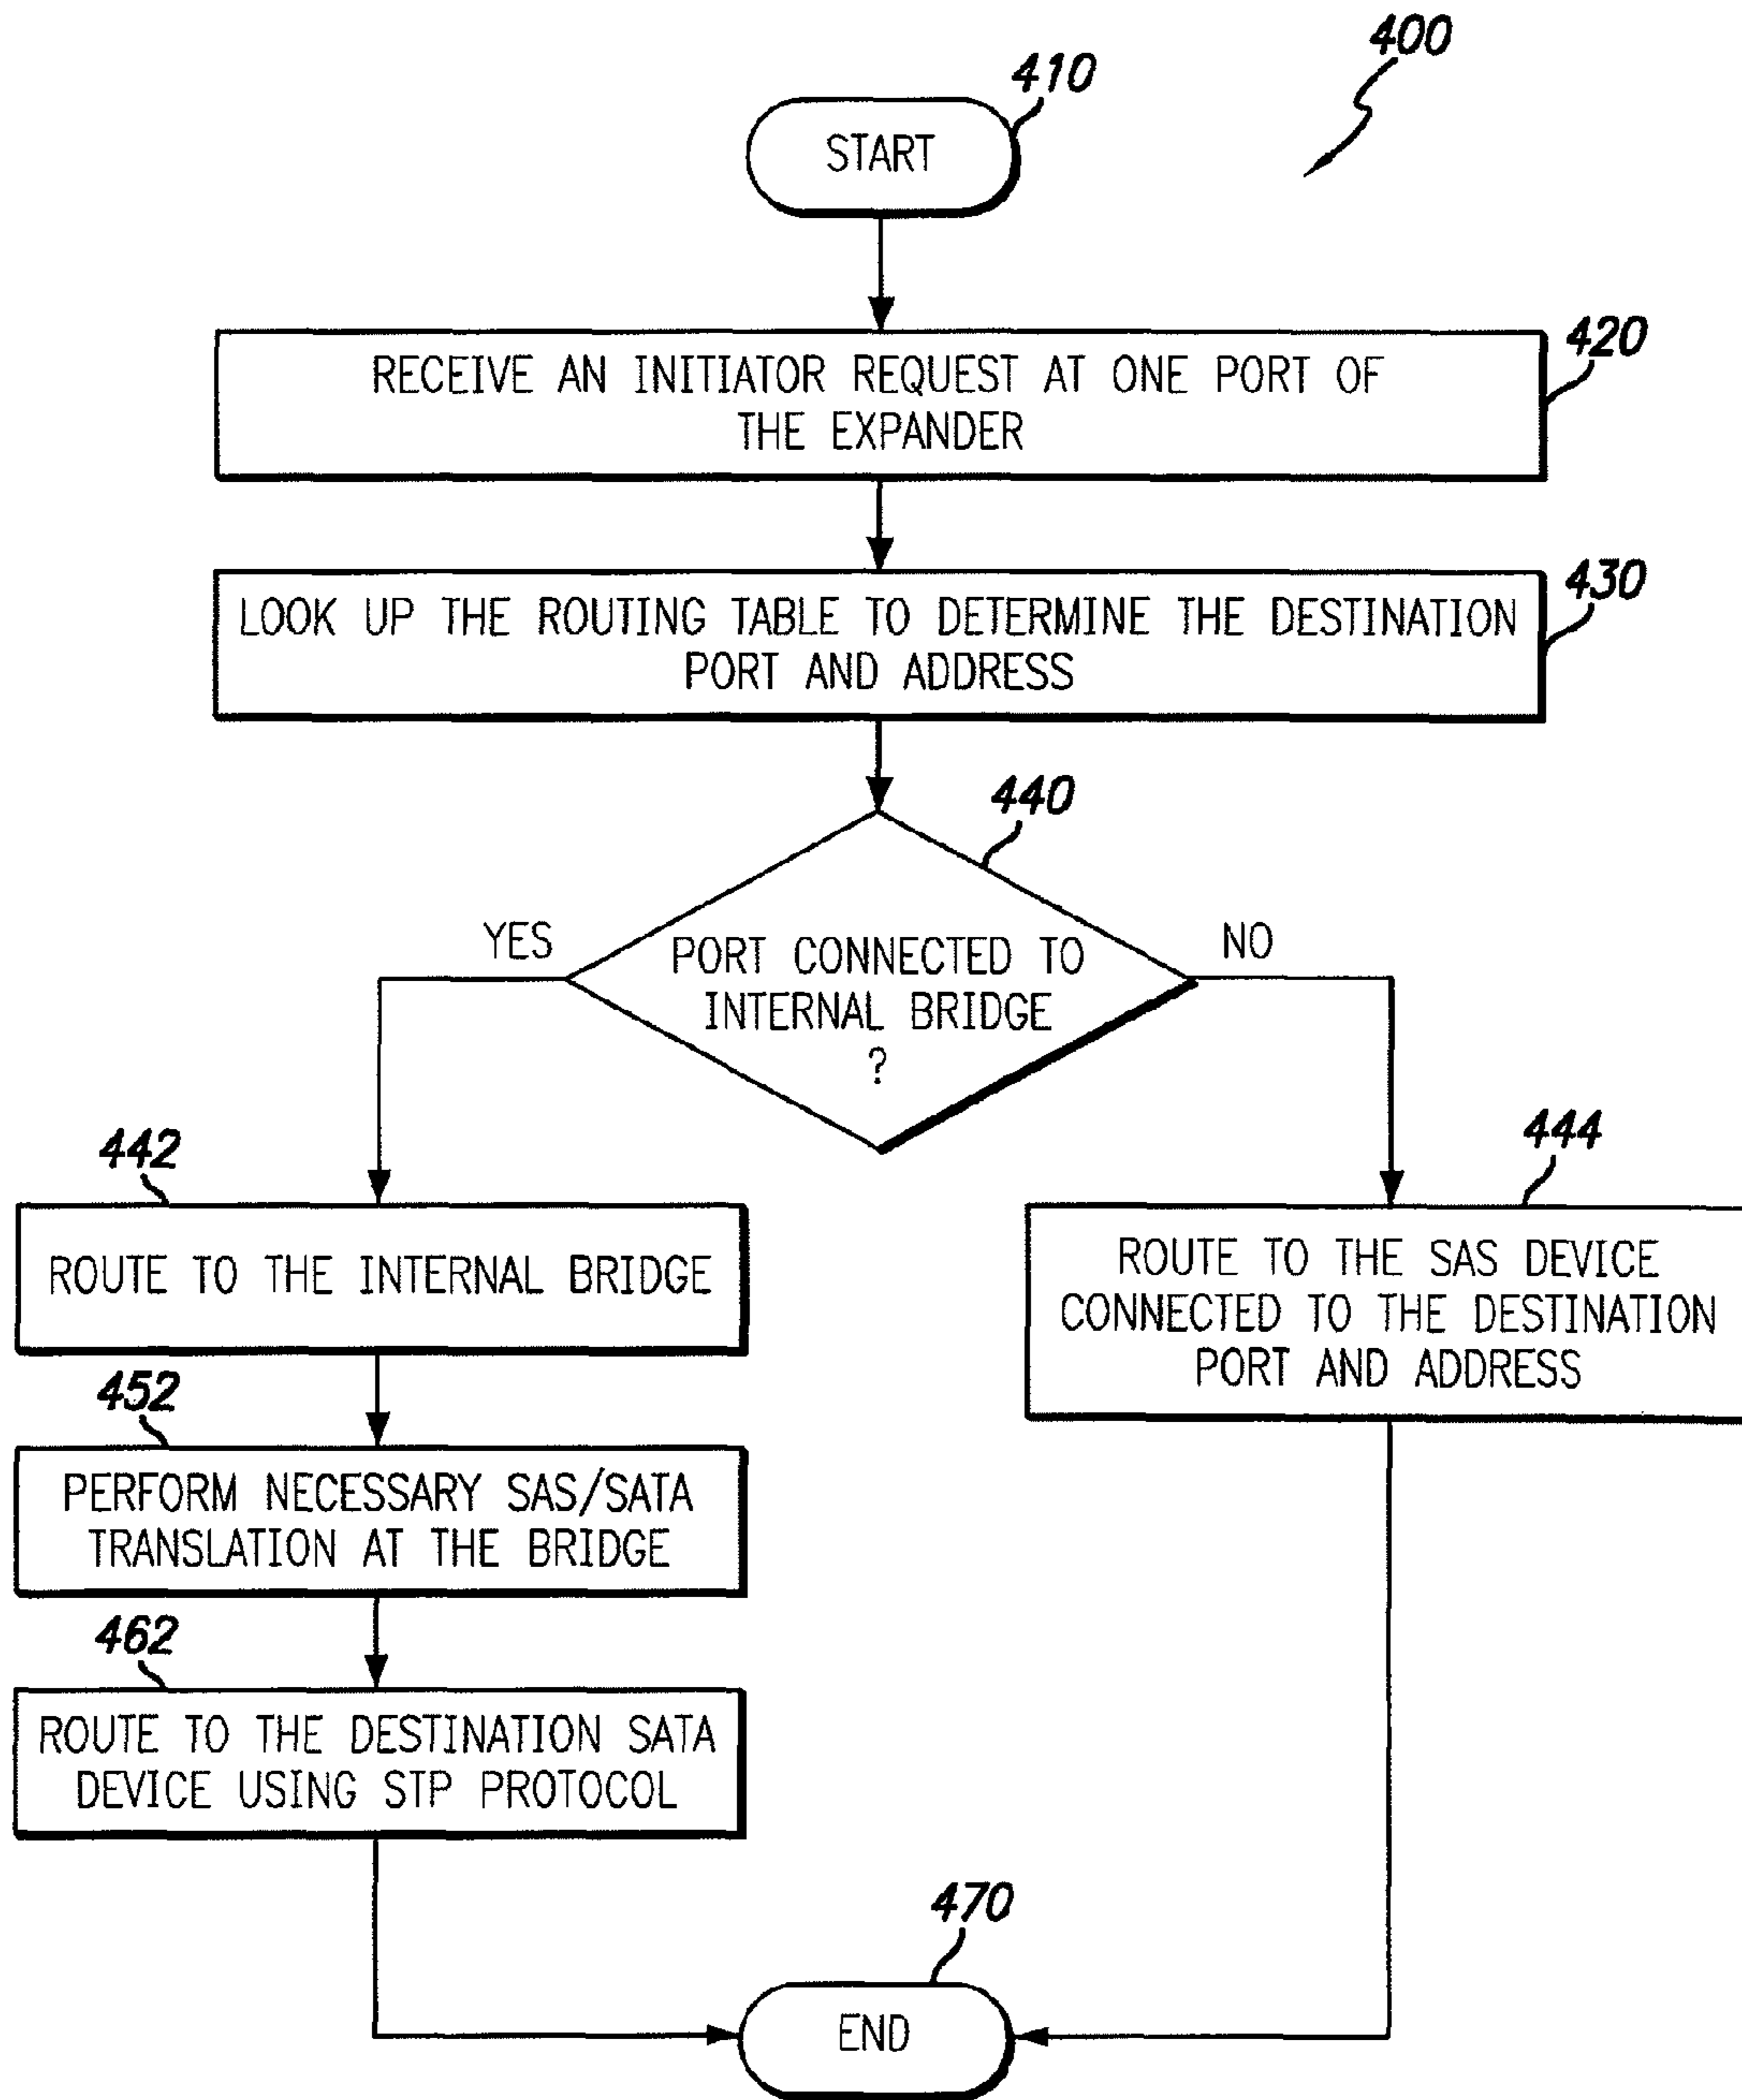 400
410
START
420
RECEIVE AN INITIATOR REQUEST AT ONE PORT OF
THE EXPANDER
430
LOOK UP THE ROUTING TABLE TO DETERMINE THE DESTINATION
PORT AND ADDRESS
440
YES
NO
PORT CONNECTED TO
INTERNAL BRIDGE
?
442
ROUTE TO THE INTERNAL BRIDGE
444
ROUTE TO THE SAS DEVICE
CONNECTED TO THE DESTINATION
PORT AND ADDRESS
452
PERFORM NECESSARY SAS/SATA
TRANSLATION AT THE BRIDGE
462
ROUTE TO THE DESTINATION SATA
DEVICE USING STP PROTOCOL
470
END